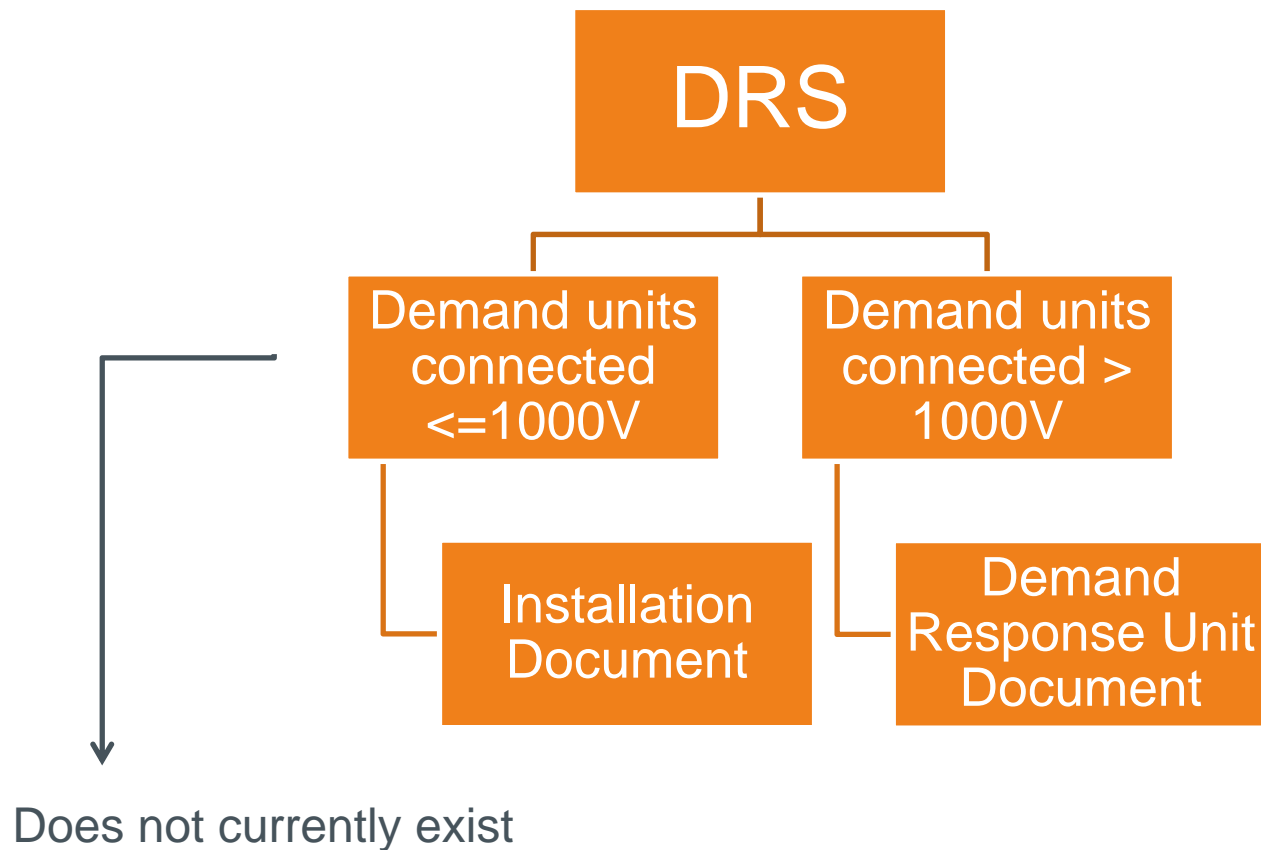 DRS
Demand units
connected
<=1000V
Demand units
connected >
1000V
Installation
Document
Demand
Response Unit
Document
Does not currently exist